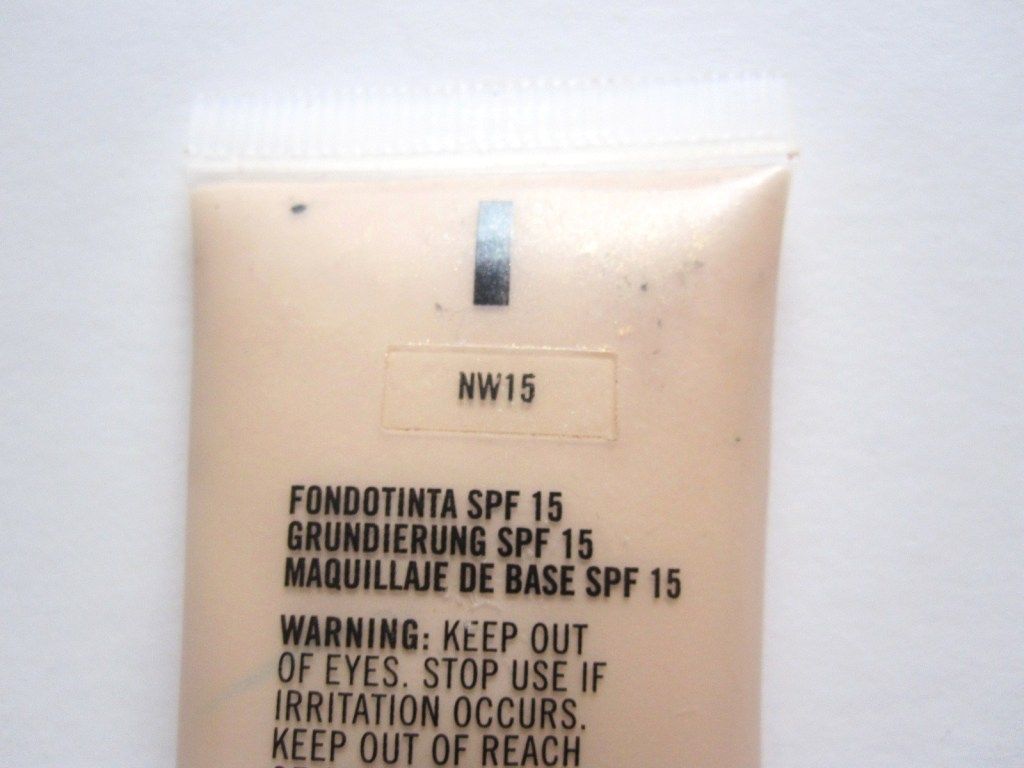 NW15
FONDOTINTA SPF 15
GRUNDIERUNG SPF 15
MAQUILLAJE DE BASE SPF 15
WARNING: KEEP OUT
OF EYES. STOP USE IF
IRRITATION OCCURS.
KEEP OUT OF REACH